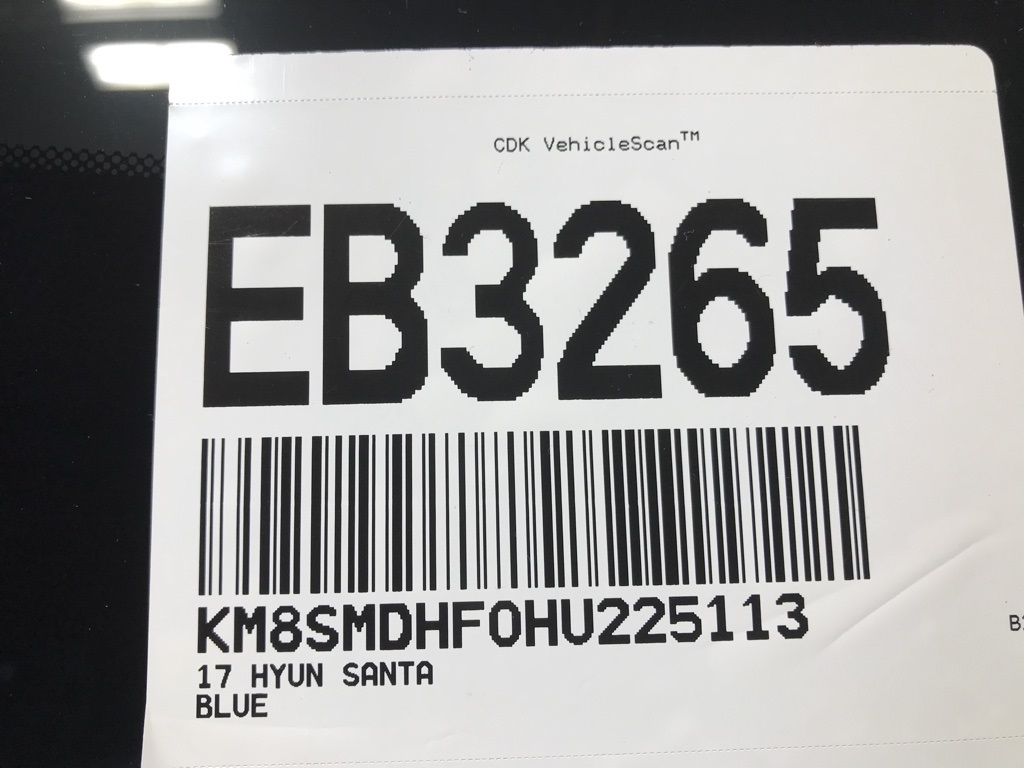 CDK VehicleScan™
EB3265
KM8SMDHF0HU225113
17 HYUN SANTA
BLUE